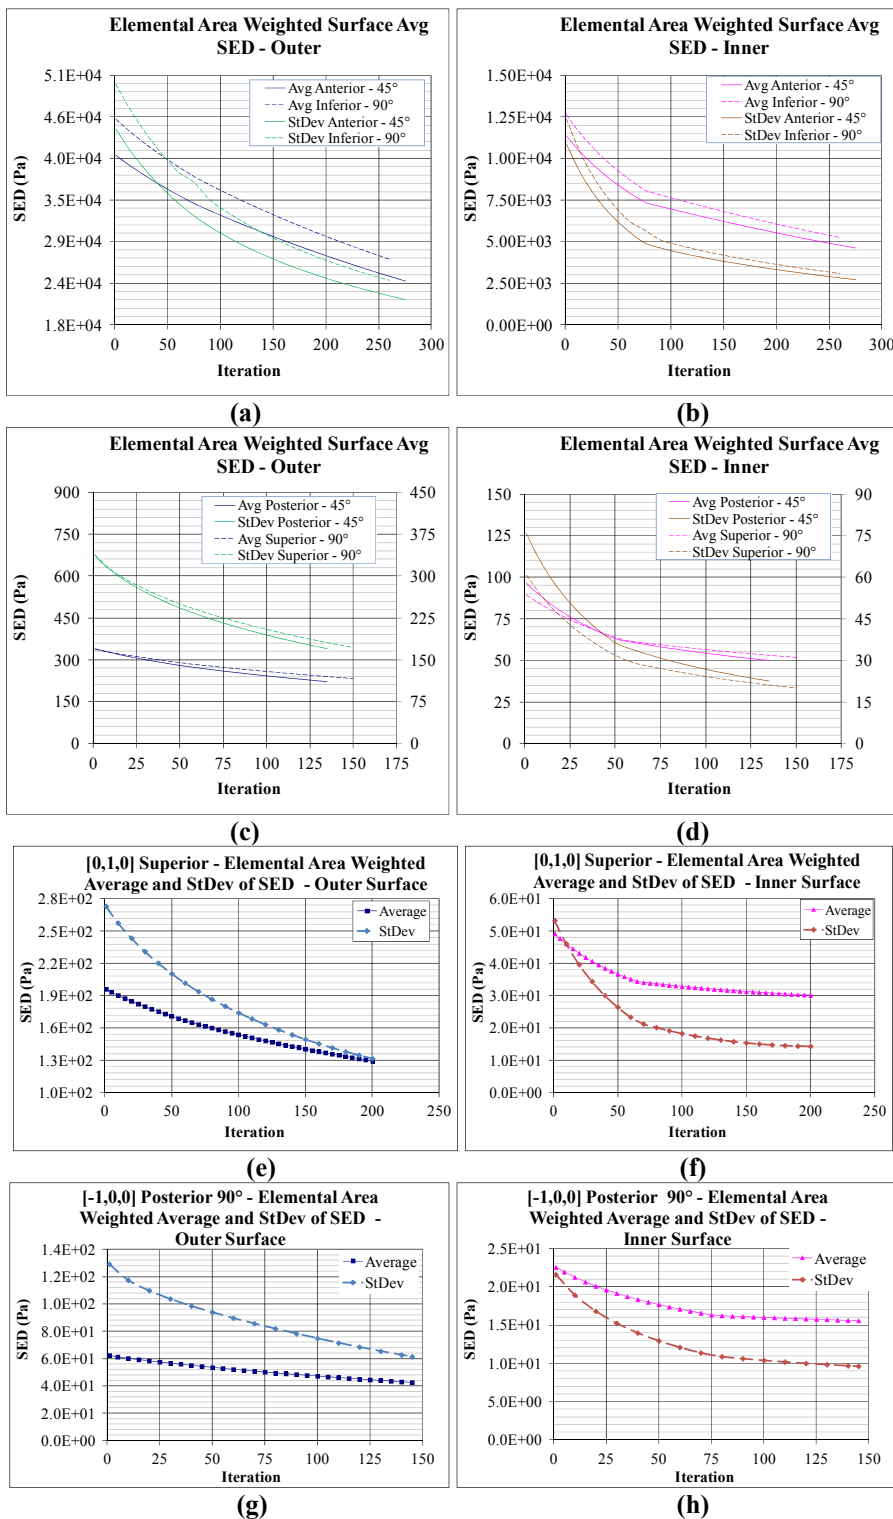 Elemental Area Weighted Surface Avg
SED - Outer
5.1E+04
4.6E+04
4.0E+04
3.5E+04
2.9E+04
2.4E+04
1.8E+04
SED (Pa)
Avg Anterior - 45°
Avg Inferior - 90°
StDev Anterior - 45°
StDev Inferior - 90°
0 50 100 150 200 250 300
Iteration
(a)
Elemental Area Weighted Surface Avg
SED - Inner
1.50E+04
1.25E+04
1.00E+04
7.50E+03
5.00E+03
2.50E+03
0.00E+00
SED (Pa)
Avg Anterior - 45°
Avg Inferior - 90°
StDev Anterior - 45°
StDev Inferior - 90°
0 50 100 150 200 250 300
Iteration
(b)
Elemental Area Weighted Surface Avg
SED - Outer
900
750
600
450
300
150
0
SED (Pa)
Avg Posterior - 45°
StDev Posterior - 45°
Avg Superior - 90°
StDev Superior - 90°
450
375
300
225
150
75
0
0 25 50 75 100 125 150 175
Iteration
(c)
Elemental Area Weighted Surface Avg
SED - Inner
150
125
100
75
50
25
0
SED (Pa)
Avg Posterior - 45°
StDev Posterior - 45°
Avg Superior - 90°
StDev Superior - 90°
90
75
60
45
30
15
0
0 25 50 75 100 125 150 175
Iteration
(d)
[0,1,0] Superior - Elemental Area Weighted
Average and StDev of SED - Outer Surface
2.8E+02
2.5E+02
2.2E+02
1.9E+02
1.6E+02
1.3E+02
1.0E+02
SED (Pa)
Average
StDev
0 50 100 150 200 250
Iteration
(e)
[0,1,0] Superior - Elemental Area Weighted
Average and StDev of SED - Inner Surface
6.0E+01
5.0E+01
4.0E+01
3.0E+01
2.0E+01
1.0E+01
0.0E+00
SED (Pa)
Average
StDev
0 50 100 150 200 250
Iteration
(f)
[-1,0,0] Posterior 90° - Elemental Area
Weighted Average and StDev of SED -
Outer Surface
1.4E+02
1.2E+02
1.0E+02
8.0E+01
6.0E+01
4.0E+01
2.0E+01
0.0E+00
SED (Pa)
Average
StDev
0 25 50 75 100 125 150
Iteration
(g)
[-1,0,0] Posterior 90° - Elemental Area
Weighted Average and StDev of SED -
Inner Surface
2.5E+01
2.0E+01
1.5E+01
1.0E+01
5.0E+00
0.0E+00
SED (Pa)
Average
StDev
0 25 50 75 100 125 150
Iteration
(h)